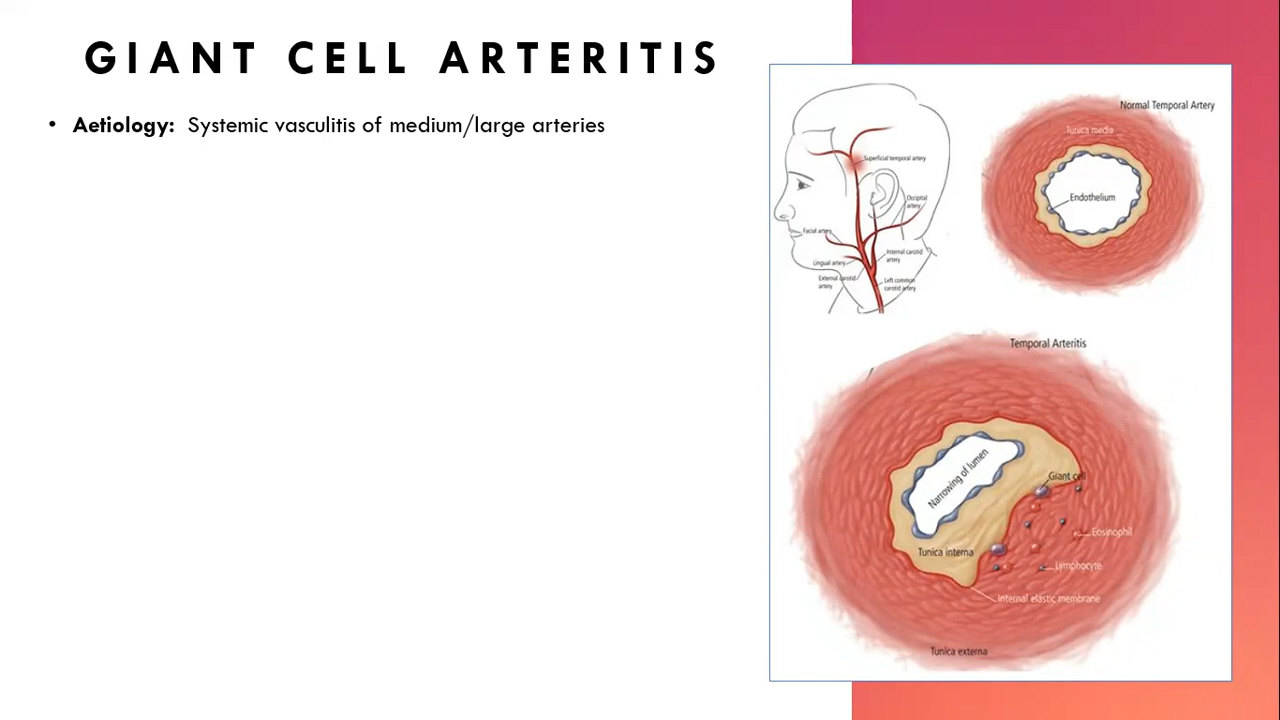 GIANT CELL ARTERITIS
• Aetiology: Systemic vasculitis of medium/large arteries
Superficial temporal artery
Occipital
artery
Facial artery
Internal carotid
artery
Lingual artery
External carotid
artery
Left common
carotid artery
Normal Temporal Artery
Tunica media
Endothelium
Temporal Arteritis
Narrowing of lumen
Giant cell
Eosinophil
Tunica interna
Lymphocyte
Internal elastic membrane
Tunica externa